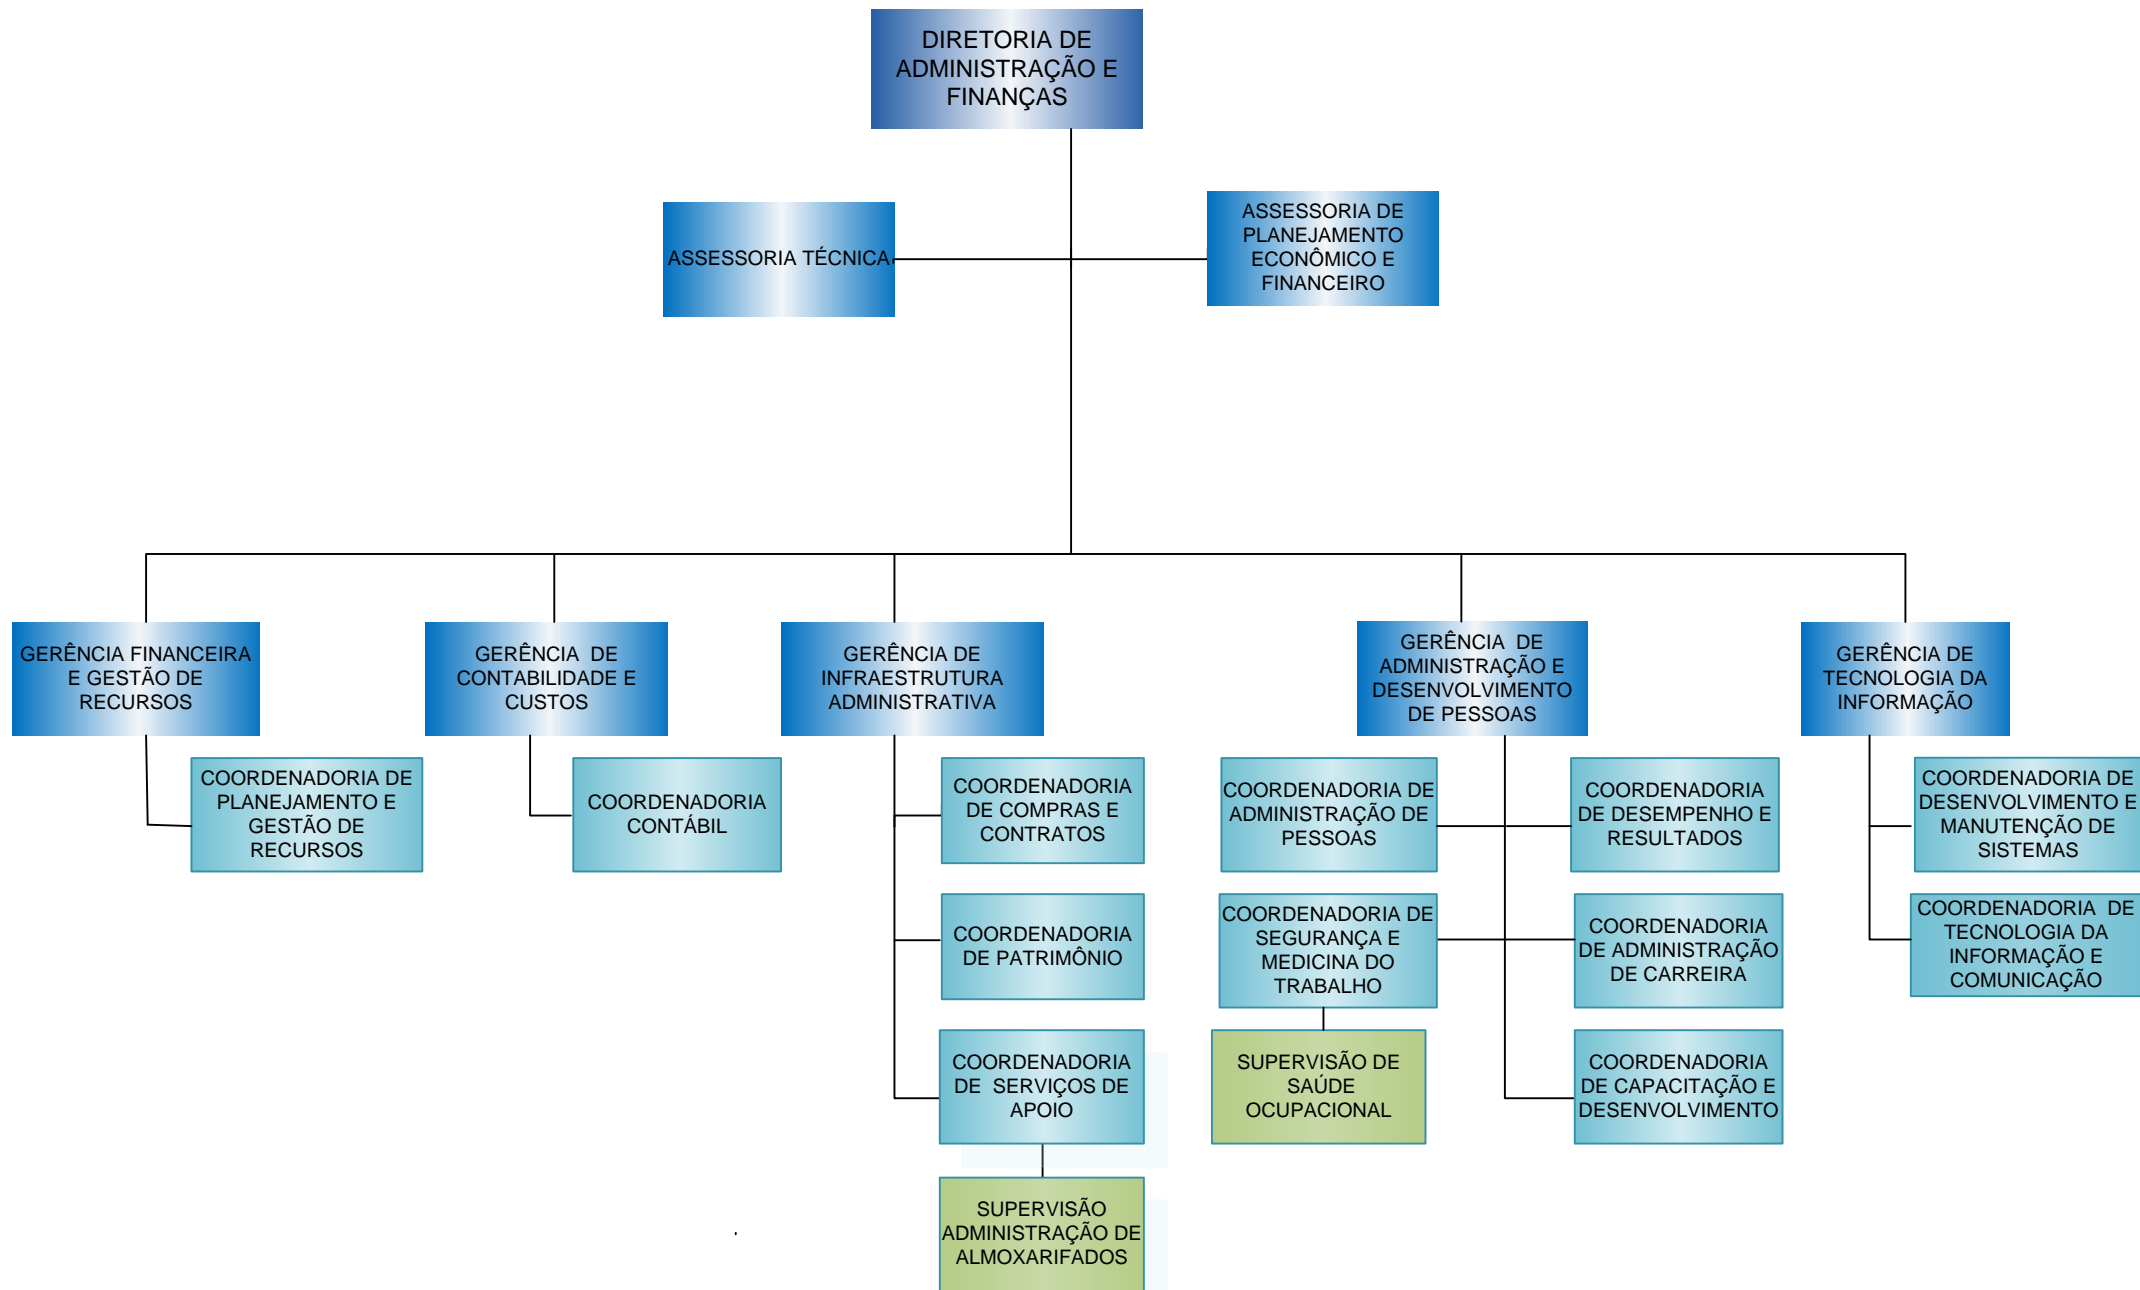 DIRETORIA DE
ADMINISTRAÇÃO E
FINANÇAS
ASSESSORIA TÉCNICA
ASSESSORIA DE
PLANEJAMENTO
ECONÔMICO E
FINANCEIRO
GERÊNCIA FINANCEIRA
E GESTÃO DE
RECURSOS
GERÊNCIA DE
CONTABILIDADE E
CUSTOS
GERÊNCIA DE
INFRAESTRUTURA
ADMINISTRATIVA
GERÊNCIA DE
ADMINISTRAÇÃO E
DESENVOLVIMENTO
DE PESSOAS
GERÊNCIA DE
TECNOLOGIA DA
INFORMAÇÃO
COORDENADORIA DE
PLANEJAMENTO E
GESTÃO DE
RECURSOS
COORDENADORIA
CONTÁBIL
COORDENADORIA
DE COMPRAS E
CONTRATOS
COORDENADORIA DE
ADMINISTRAÇÃO DE
PESSOAS
COORDENADORIA
DE DESEMPENHO E
RESULTADOS
COORDENADORIA DE
DESENVOLVIMENTO E
MANUTENÇÃO DE
SISTEMAS
COORDENADORIA
DE PATRIMÔNIO
COORDENADORIA DE
SEGURANÇA E
MEDICINA DO
TRABALHO
COORDENADORIA
DE ADMINISTRAÇÃO
DE CARREIRA
COORDENADORIA DE
TECNOLOGIA DA
INFORMAÇÃO E
COMUNICAÇÃO
COORDENADORIA
DE SERVIÇOS DE
APOIO
SUPERVISÃO DE
SAÚDE
OCUPACIONAL
COORDENADORIA
DE CAPACITAÇÃO E
DESENVOLVIMENTO
SUPERVISÃO
ADMINISTRAÇÃO DE
ALMOXARIFADOS